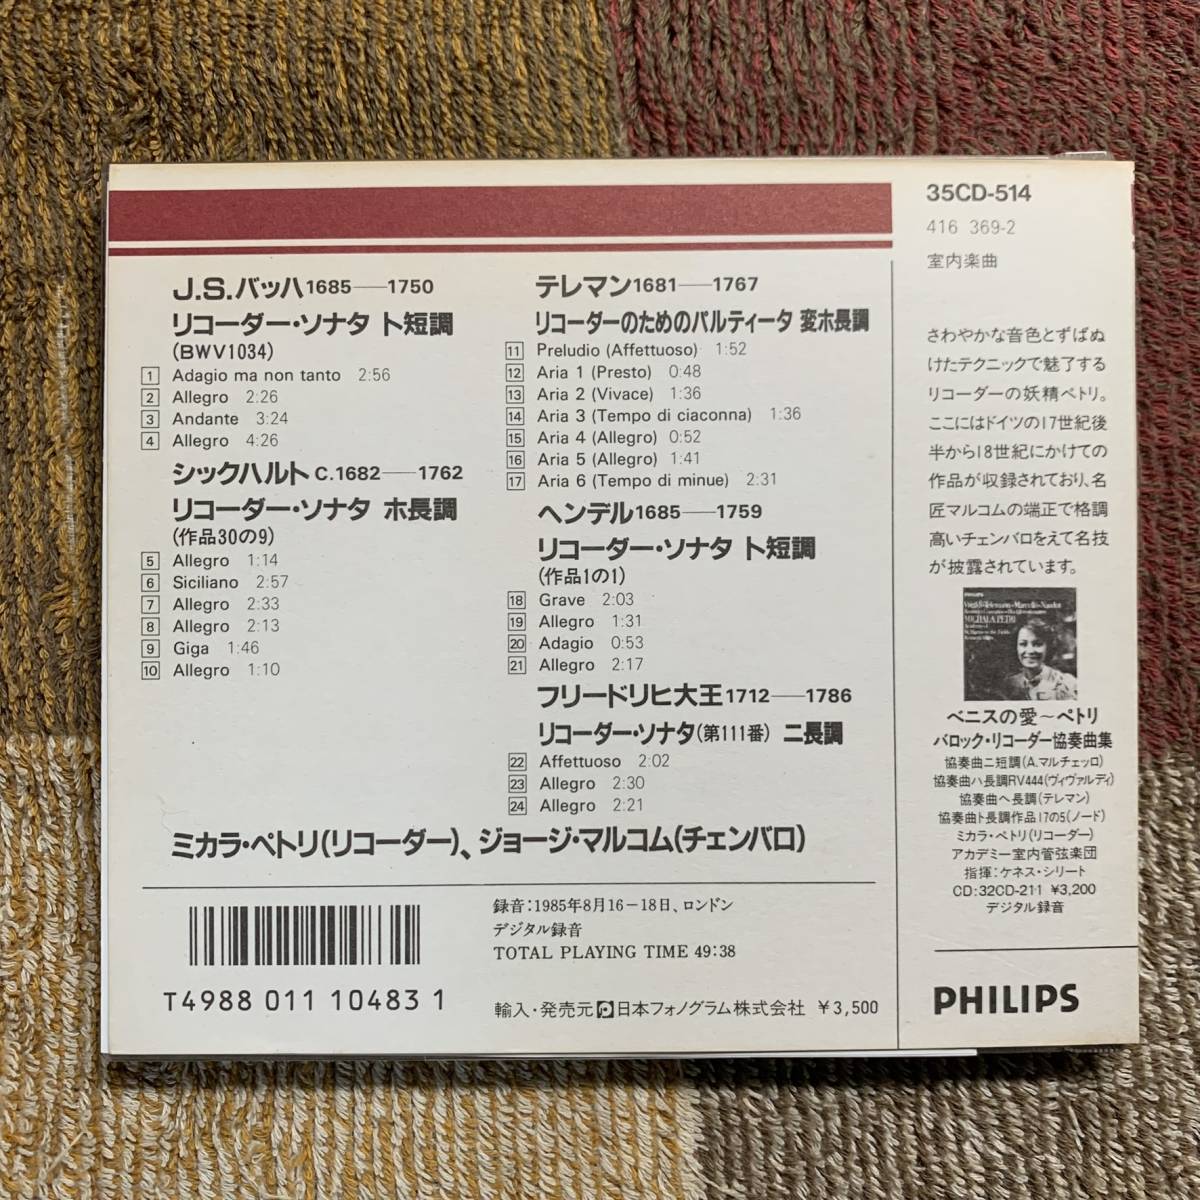 J.S.バッハ 1685——1750
リコーダー・ソナタ ト短調
(BWV1034)
1 Adagio ma non tanto 2:56
2 Allegro 2:26
3 Andante 3:24
4 Allegro 4:26
シックハルト C.1682——1762
リコーダー・ソナタ ホ長調
(作品30の9)
5 Allegro 1:14
6 Siciliano 2:57
7 Allegro 2:33
8 Allegro 2:13
9 Giga 1:46
10 Allegro 1:10
テレマン 1681——1767
リコーダーのためのパルティータ 変ホ長調
11 Preludio (Affettuoso) 1:52
12 Aria 1 (Presto) 0:48
13 Aria 2 (Vivace) 1:36
14 Aria 3 (Tempo di ciaconna) 1:36
15 Aria 4 (Allegro) 0:52
16 Aria 5 (Allegro) 1:41
17 Aria 6 (Tempo di minue) 2:31
ヘンデル 1685——1759
リコーダー・ソナタ ト短調
(作品1の1)
18 Grave 2:03
19 Allegro 1:31
20 Adagio 0:53
21 Allegro 2:17
フリードリヒ大王 1712——1786
リコーダー・ソナタ(第111番) ニ長調
22 Affettuoso 2:02
23 Allegro 2:30
24 Allegro 2:21
ミカラ・ペトリ(リコーダー)、ジョージ・マルコム(チェンバロ)
T4988 011 10483 1
録音:1985年8月16-18日、ロンドン
デジタル録音
TOTAL PLAYING TIME 49:38
輸入・発売元 日本フォノグラム株式会社 ¥3,500
35CD-514
416 369-2
室内楽曲
さわやかな音色とずばぬ
けたテクニックで魅了する
リコーダーの妖精ペトリ。
ここにはドイツの17世紀後
半から18世紀にかけての
作品が収録されており、名
匠マルコムの端正で格調
高いチェンバロをえて名技
が披露されています。
PHILIPS
MICHALA PETRI
ベニスの愛〜ペトリ
バロック・リコーダー協奏曲集
協奏曲ニ短調(A.マルチェッロ)
協奏曲ハ長調RV444(ヴィヴァルディ)
協奏曲ヘ長調(テレマン)
協奏曲ト長調作品17の5(ノード)
ミカラ・ペトリ(リコーダー)
アカデミー室内管弦楽団
指揮:ケネス・シリート
CD:32CD-211 ¥3,200
デジタル録音
PHILIPS